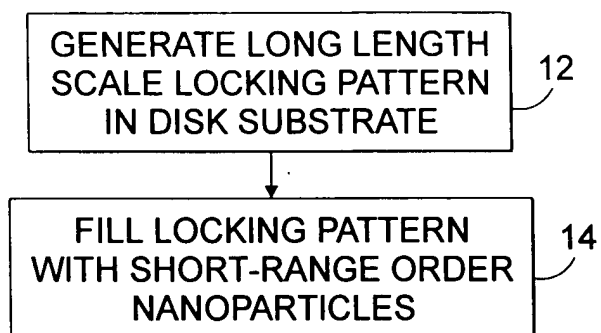 GENERATE LONG LENGTH
SCALE LOCKING PATTERN
IN DISK SUBSTRATE
12
FILL LOCKING PATTERN
WITH SHORT-RANGE ORDER
NANOPARTICLES
14